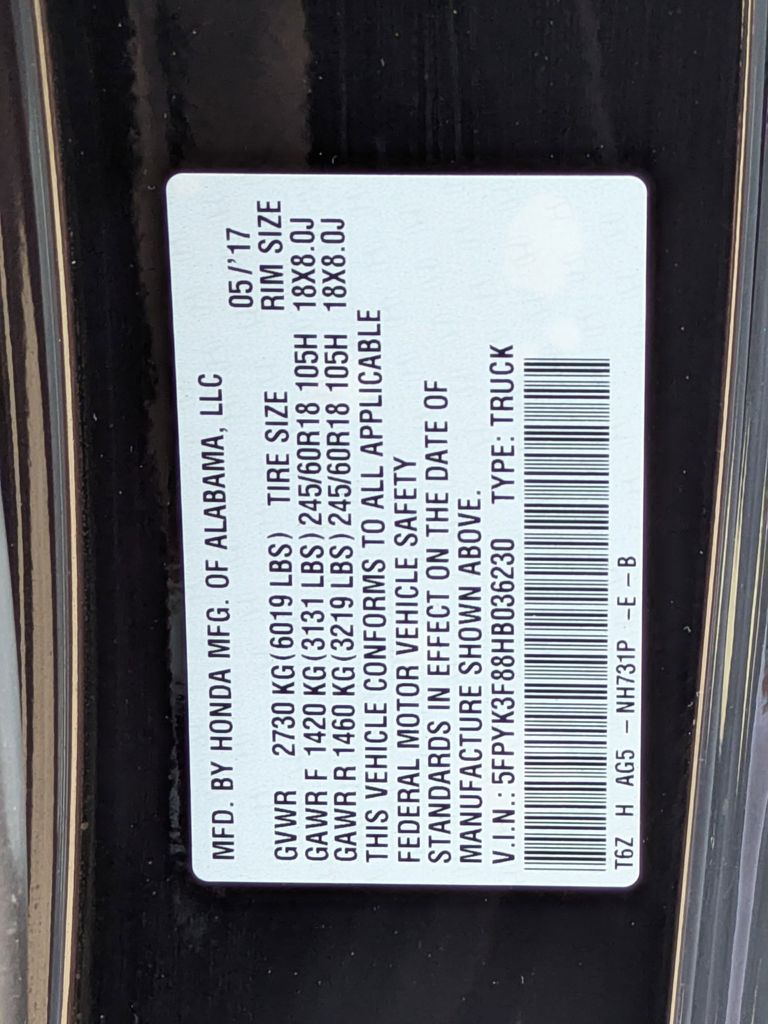 MFD. BY HONDA MFG. OF ALABAMA, LLC 05/'17
GVWR 2730 KG(6019 LBS) TIRE SIZE RIM SIZE
GAWR F 1420 KG(3131 LBS)245/60R18 105H 18X8.0J
GAWR R 1460 KG(3219 LBS)245/60R18 105H 18X8.0J
THIS VEHICLE CONFORMS TO ALL APPLICABLE
FEDERAL MOTOR VEHICLE SAFETY
STANDARDS IN EFFECT ON THE DATE OF
MANUFACTURE SHOWN ABOVE.
V.I.N.: 5FPYK3F88HB036230 TYPE: TRUCK
T6Z H AG5 - NH731P -E-B